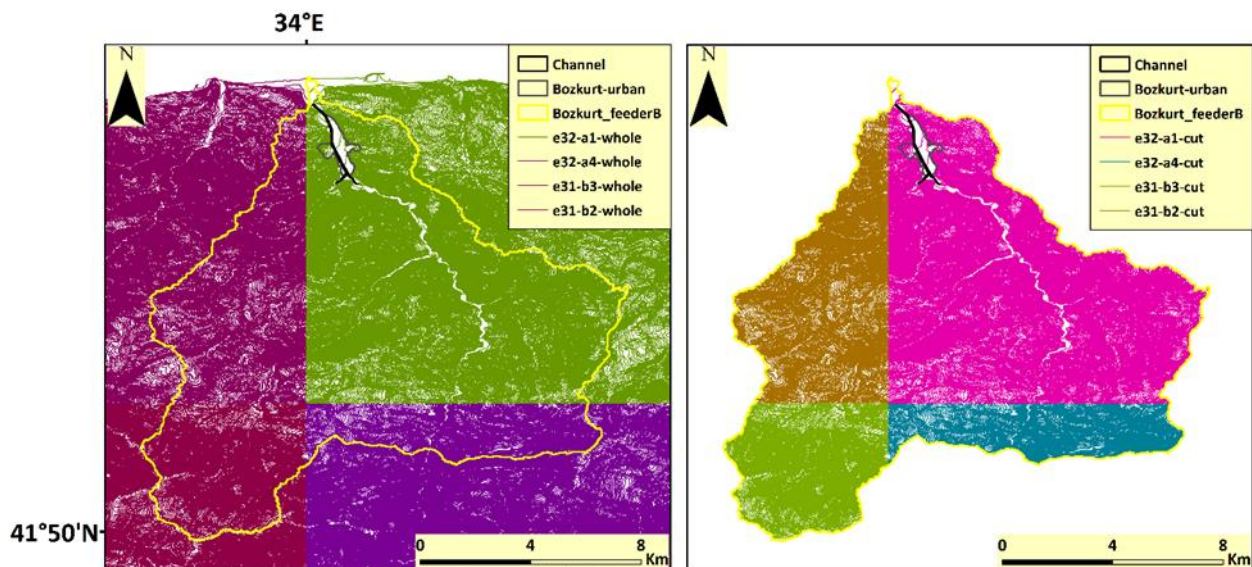 34°E
N
Channel
Bozkurt-urban
Bozkurt_feederB
e32-a1-whole
e32-a4-whole
e31-b3-whole
e31-b2-whole
41°50'N
0 4 8
Km
N
Channel
Bozkurt-urban
Bozkurt_feederB
e32-a1-cut
e32-a4-cut
e31-b3-cut
e31-b2-cut
0 4 8
Km